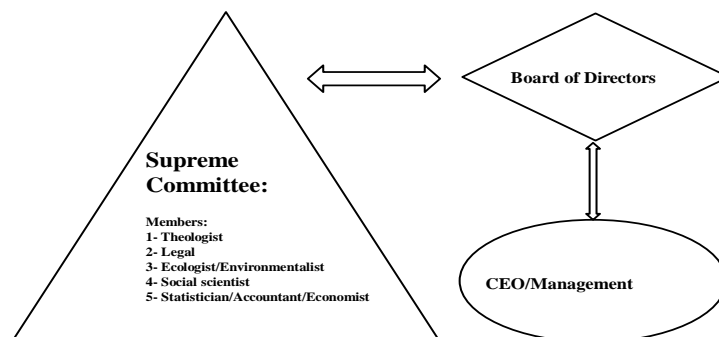 Board of Directors
Supreme
Committee:
Members:
1- Theologist
2- Legal
3- Ecologist/Environmentalist
4- Social scientist
5- Statistician/Accountant/Economist
CEO/Management